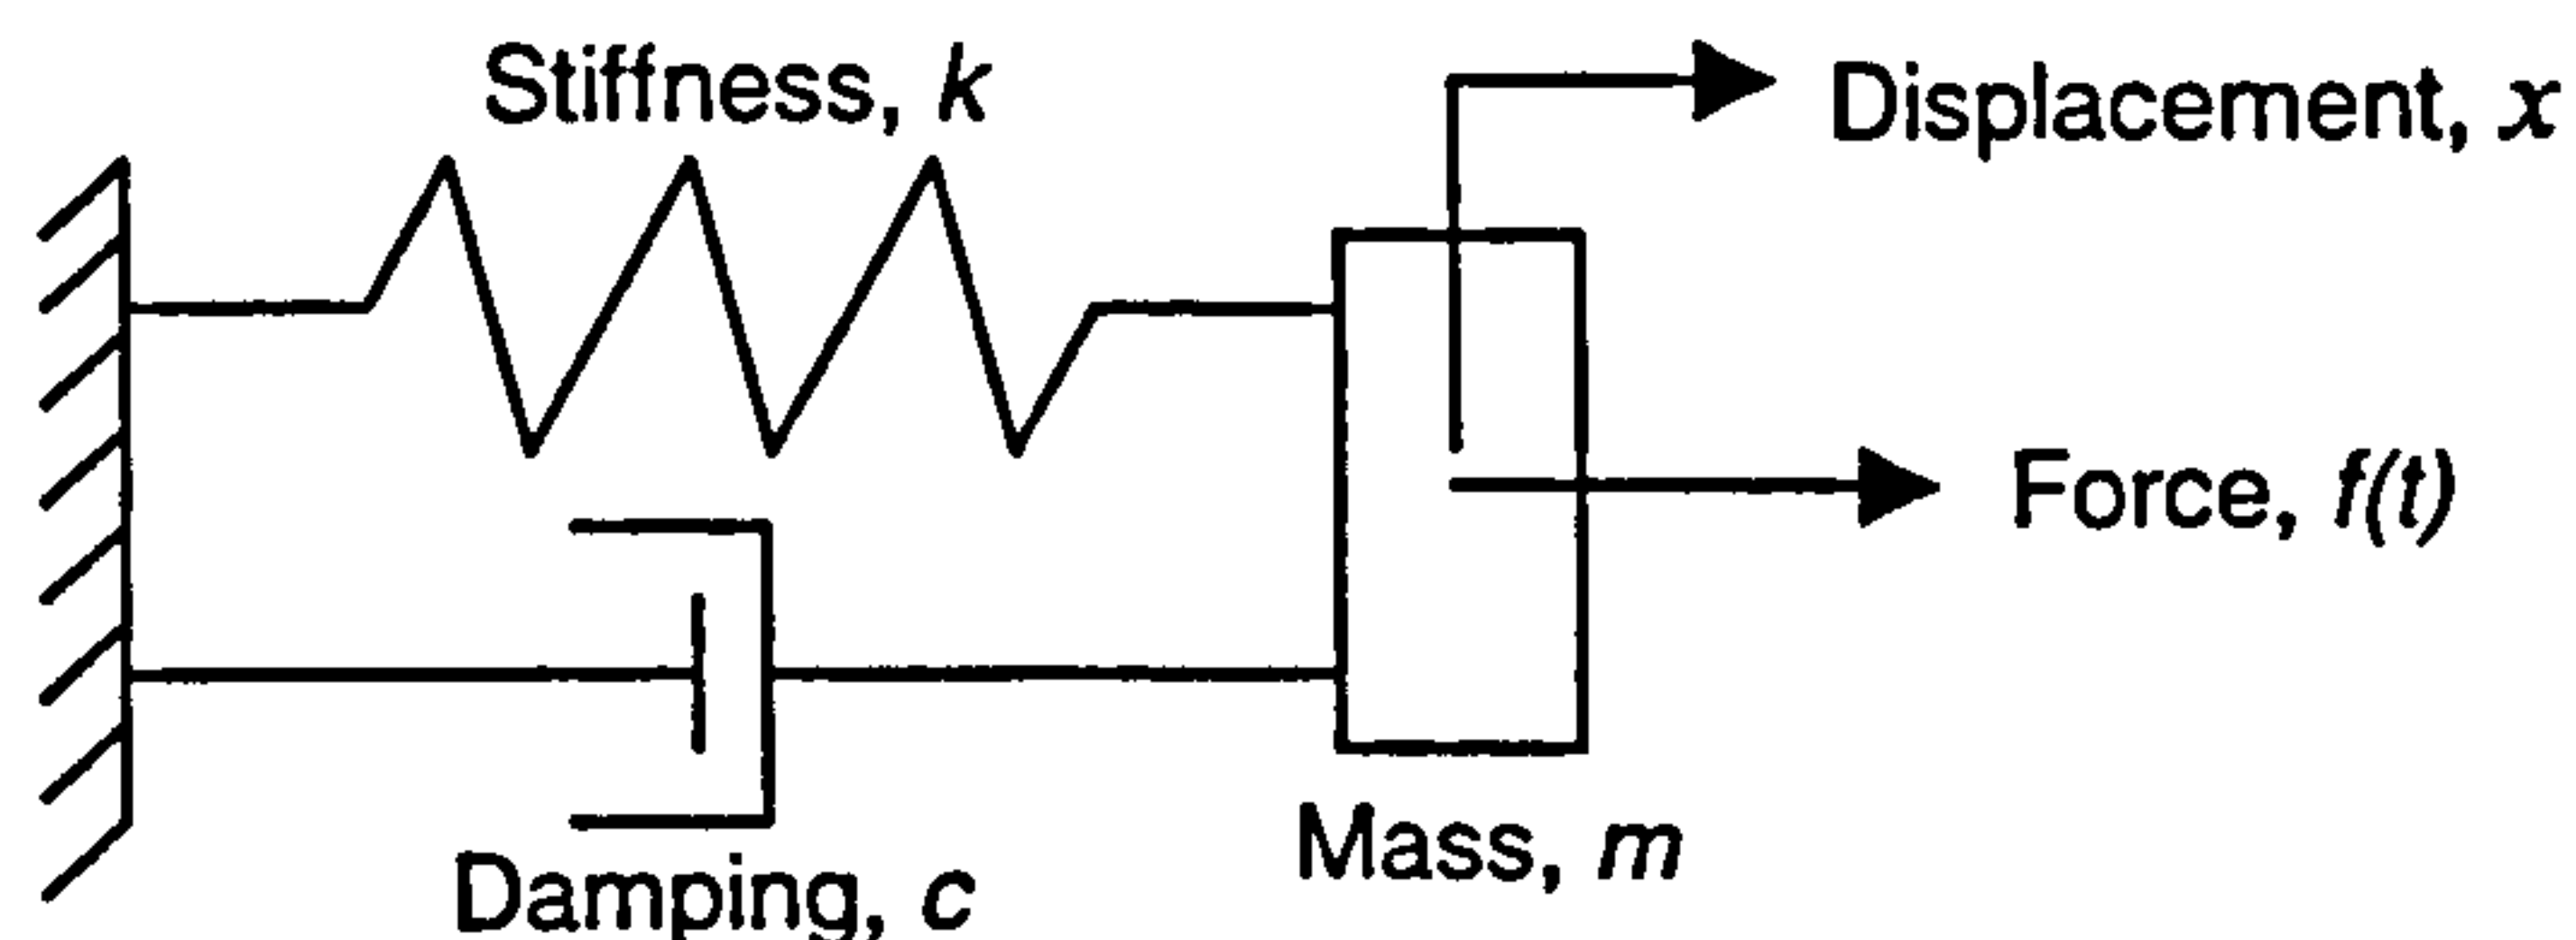 Stiffness, k
Displacement, x
Force, f(t)
Mass, m
Damping, c